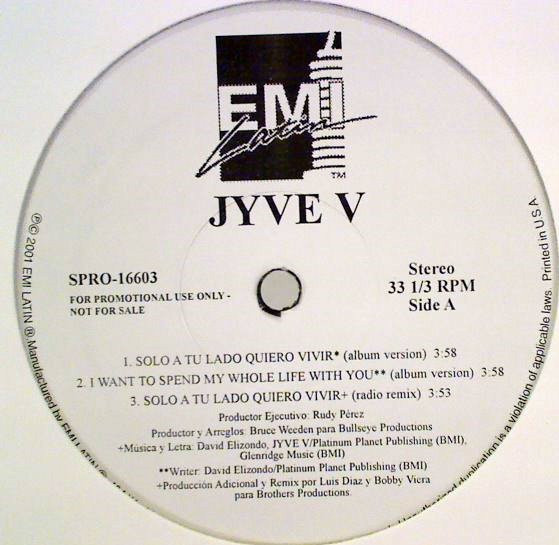 EMI
Latin
TM
JYVE V
SPRO-16603
FOR PROMOTIONAL USE ONLY -
NOT FOR SALE
Stereo
33 1/3 RPM
Side A
1. SOLO A TU LADO QUIERO VIVIR* (album version) 3:58
2. I WANT TO SPEND MY WHOLE LIFE WITH YOU** (album version) 3:58
3. SOLO A TU LADO QUIERO VIVIR+ (radio remix) 3:53
Productor Ejecutivo: Rudy Pérez
Productor y Arreglos: Bruce Weeden para Bullseye Productions
+Música y Letra: David Elizondo, JYVE V/Platinum Planet Publishing (BMI),
Glenridge Music (BMI)
**Writer: David Elizondo/Platinum Planet Publishing (BMI)
+Producción Adicional y Remix por Luis Diaz y Bobby Viera
para Brothers Productions.
℗© 2001 EMI LATIN ® Manufactured by EMI LATIN
duplication is a violation of applicable laws Printed in U S A